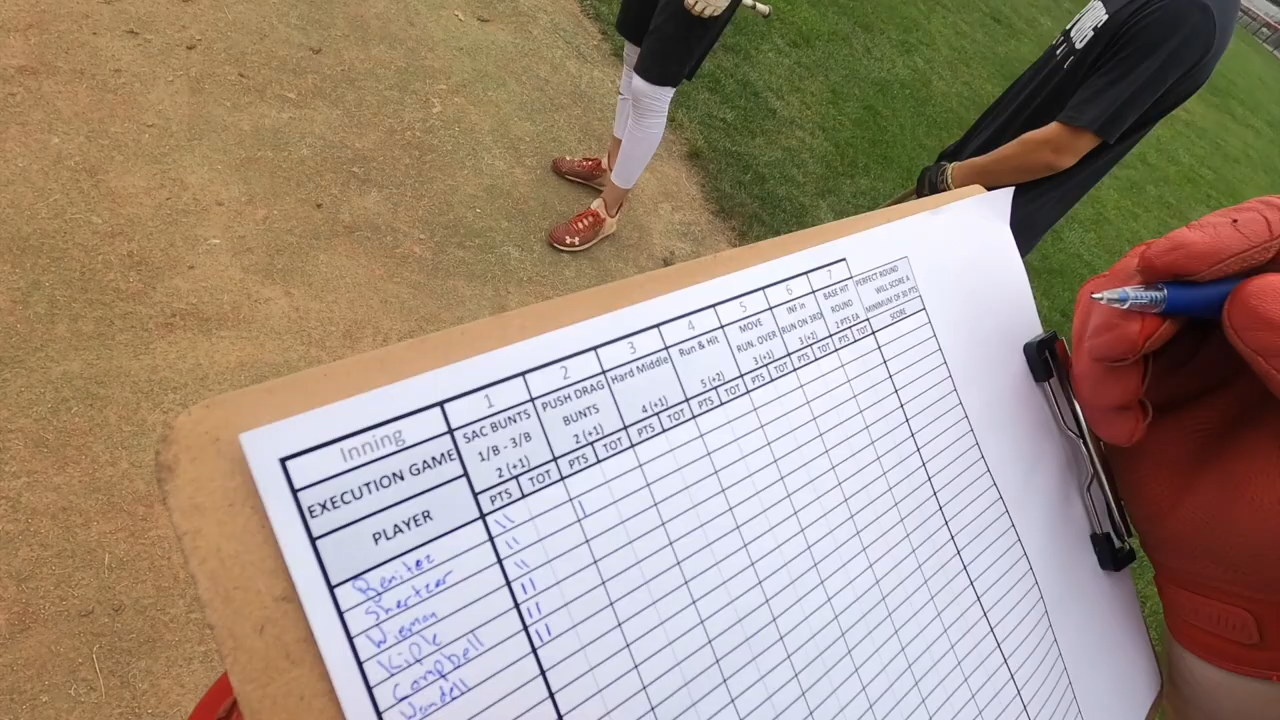 Inning 1 2 3 4 5 6 7
EXECUTION GAME
SAC BUNTS
1/B - 3/B
2 (+1)
PUSH DRAG
BUNTS
2 (+1)
Hard Middle
4 (+1)
Run & Hit
5 (+2)
MOVE
RUN. OVER
3 (+1)
INF in
RUN ON 3RD
3 (+2)
BASE HIT
ROUND
2 PTS EA
PERFECT ROUND
WILL SCORE A
MINIMUM OF 30 PTS
PLAYER PTS TOT PTS TOT PTS TOT PTS TOT PTS TOT PTS TOT PTS TOT SCORE
Benitez \\ |
Shertzer \\
Wieman \\
Kiple \\
Campbell \\
Wendell \\